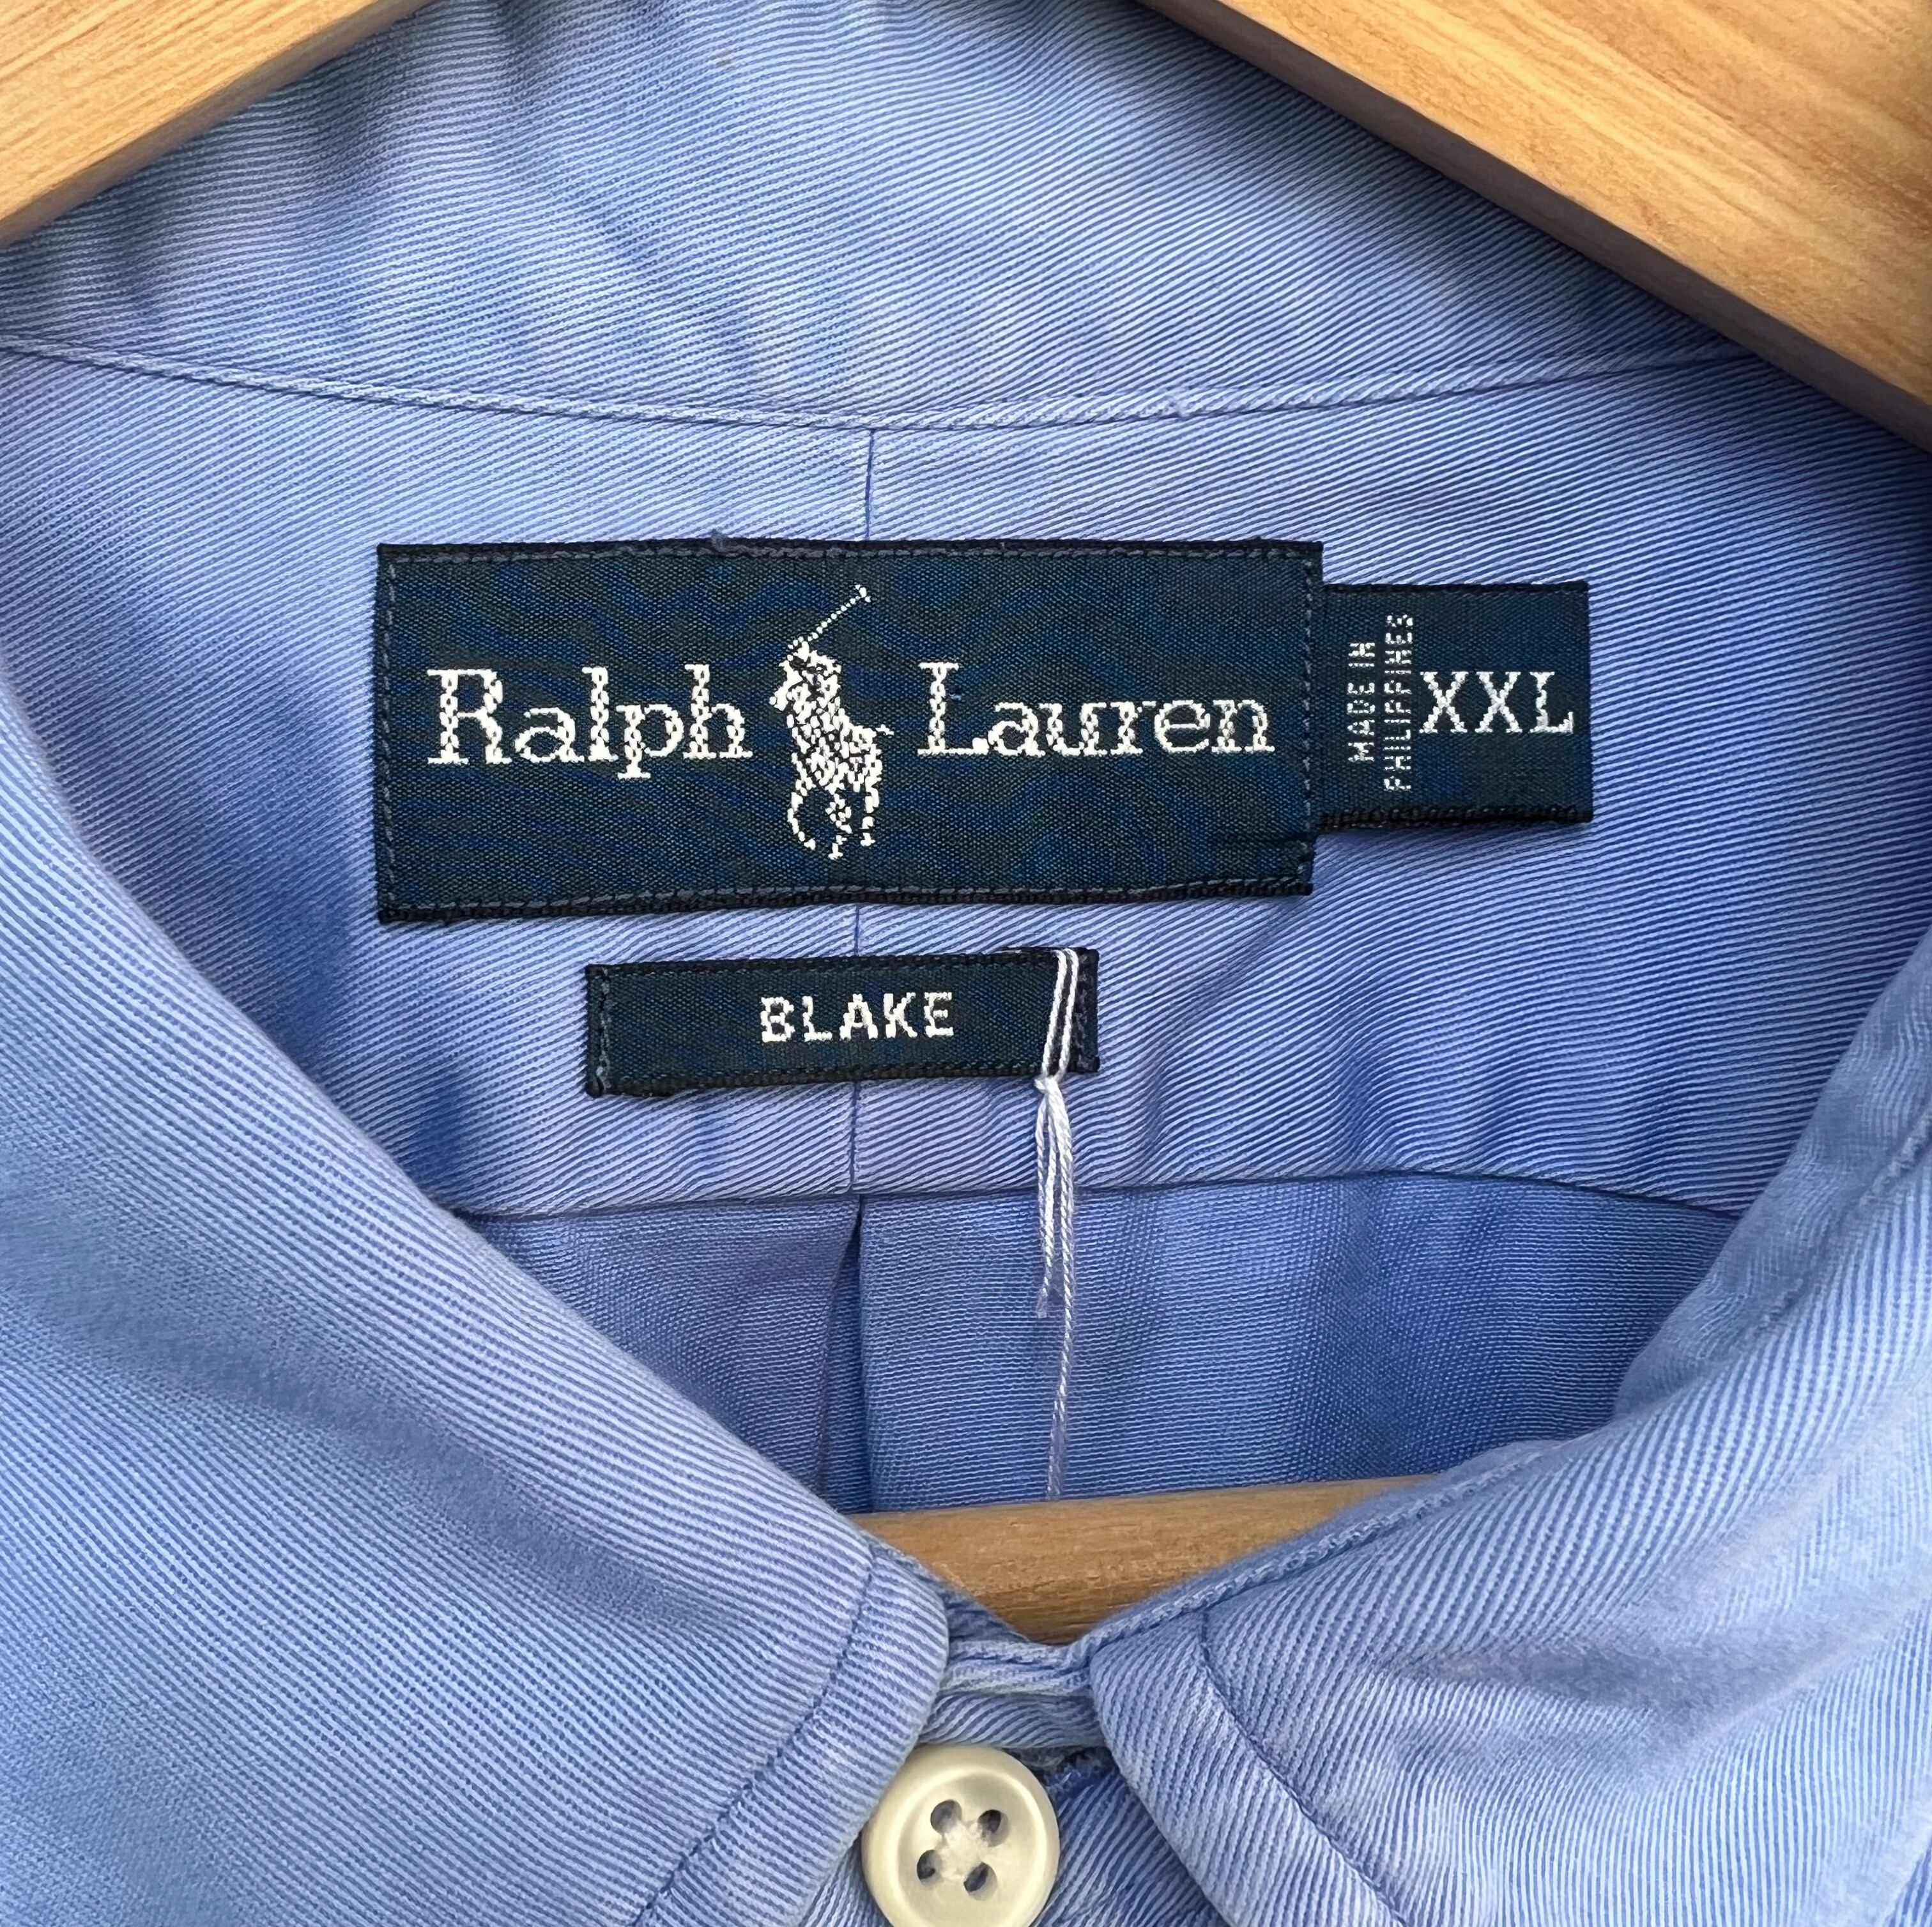 Ralph Lauren
MADE IN
PHILIPPINES
XXL
BLAKE